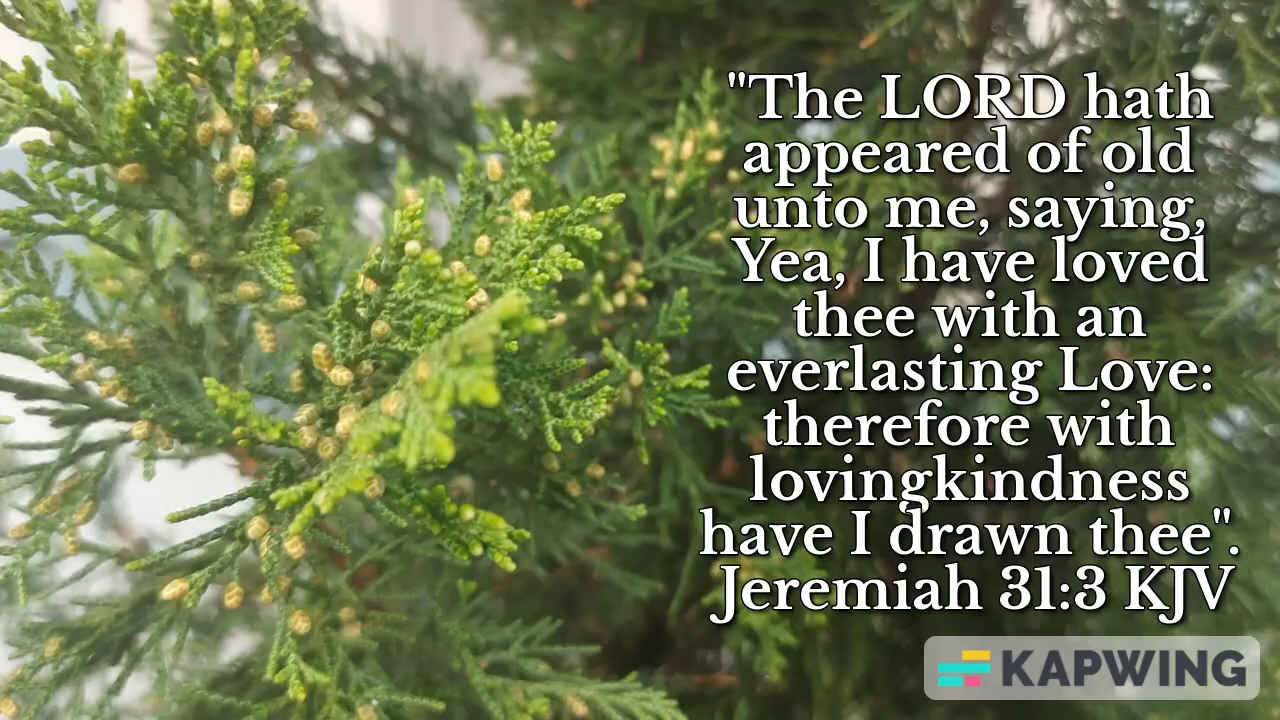 "The LORD hath
appeared of old
unto me, saying,
Yea, I have loved
thee with an
everlasting Love:
therefore with
lovingkindness
have I drawn thee".
Jeremiah 31:3 KJV
KAPWING